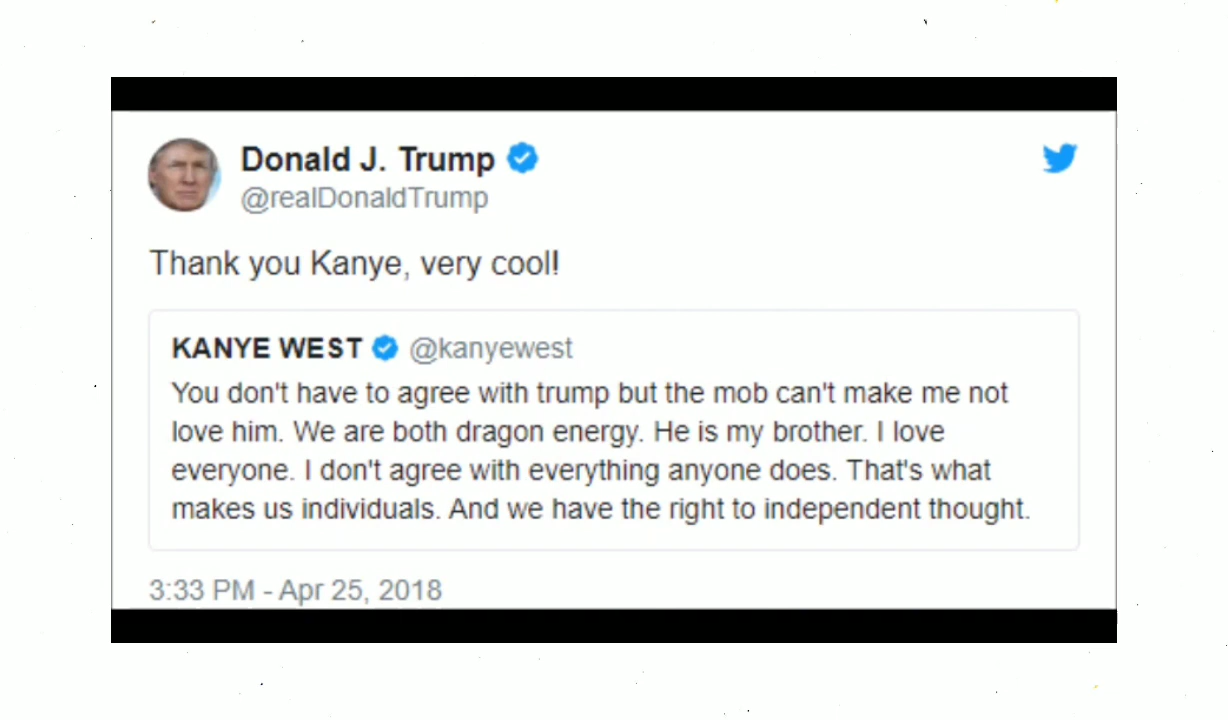 Donald J. Trump
@realDonaldTrump
Thank you Kanye, very cool!
KANYE WEST @kanyewest
You don't have to agree with trump but the mob can't make me not
love him. We are both dragon energy. He is my brother. I love
everyone. I don't agree with everything anyone does. That's what
makes us individuals. And we have the right to independent thought.
3:33 PM - Apr 25, 2018